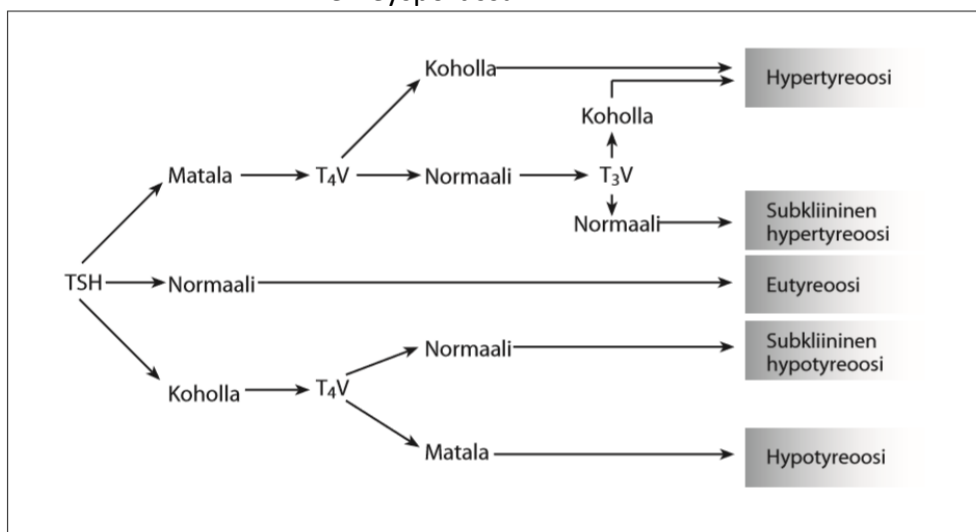 Koholla
Hypertyreoosi
Koholla
Matala
T₄V
Normaali
T₃V
Normaali
Subkliininen
hypertyreoosi
TSH
Normaali
Eutyreoosi
Normaali
Subkliininen
hypotyreoosi
Koholla
T₄V
Matala
Hypotyreoosi